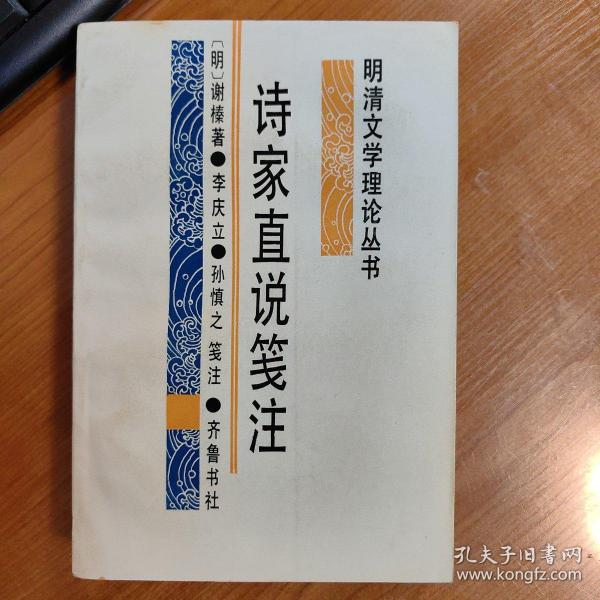 明清文学理论丛书
诗家直说笺注
〔明〕谢榛著●李庆立●孙慎之 笺注●齐鲁书社
孔夫子旧书网
www.kongfz.com